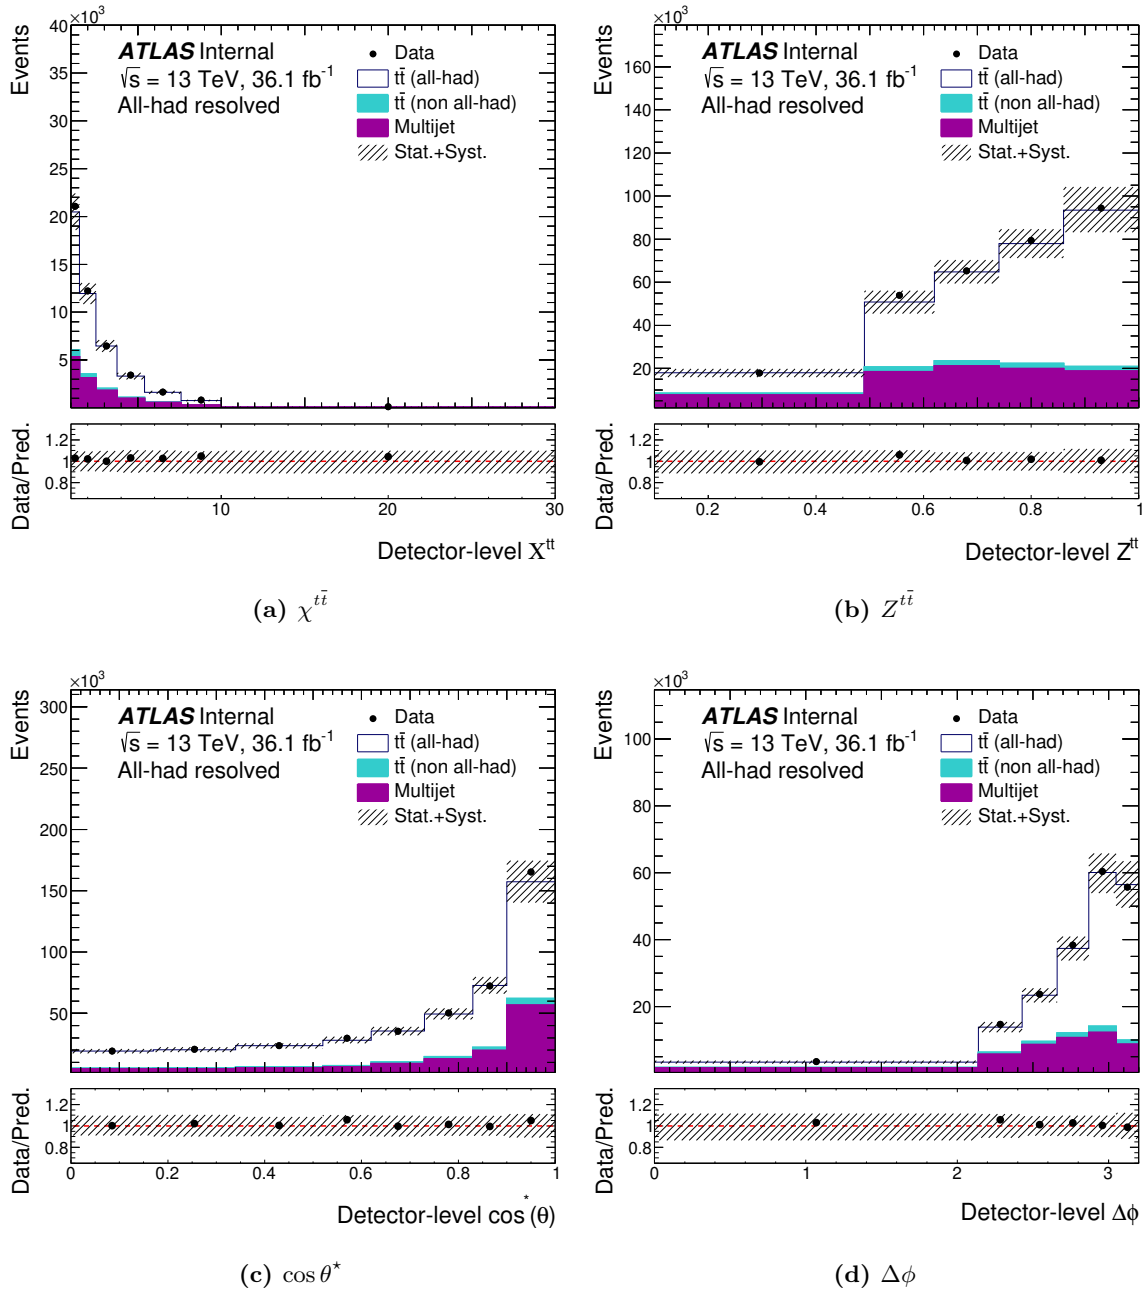 ×10³
Events
40
35
30
25
20
15
10
5
ATLAS Internal
√s = 13 TeV, 36.1 fb⁻¹
All-had resolved
Data
tt̄ (all-had)
tt̄ (non all-had)
Multijet
Stat.+Syst.
Data/Pred.
1.2
1
0.8
10 20 30
Detector-level X^tt
(a) χ^tt̄
×10³
Events
160
140
120
100
80
60
40
20
ATLAS Internal
√s = 13 TeV, 36.1 fb⁻¹
All-had resolved
Data
tt̄ (all-had)
tt̄ (non all-had)
Multijet
Stat.+Syst.
Data/Pred.
1.2
1
0.8
0.2 0.4 0.6 0.8 1
Detector-level Z^tt
(b) Z^tt̄
×10³
Events
300
250
200
150
100
50
ATLAS Internal
√s = 13 TeV, 36.1 fb⁻¹
All-had resolved
Data
tt̄ (all-had)
tt̄ (non all-had)
Multijet
Stat.+Syst.
Data/Pred.
1.2
1
0.8
0 0.2 0.4 0.6 0.8 1
Detector-level cos*(θ)
(c) cos θ⋆
×10³
Events
100
80
60
40
20
ATLAS Internal
√s = 13 TeV, 36.1 fb⁻¹
All-had resolved
Data
tt̄ (all-had)
tt̄ (non all-had)
Multijet
Stat.+Syst.
Data/Pred.
1.2
1
0.8
0 1 2 3
Detector-level Δϕ
(d) Δϕ